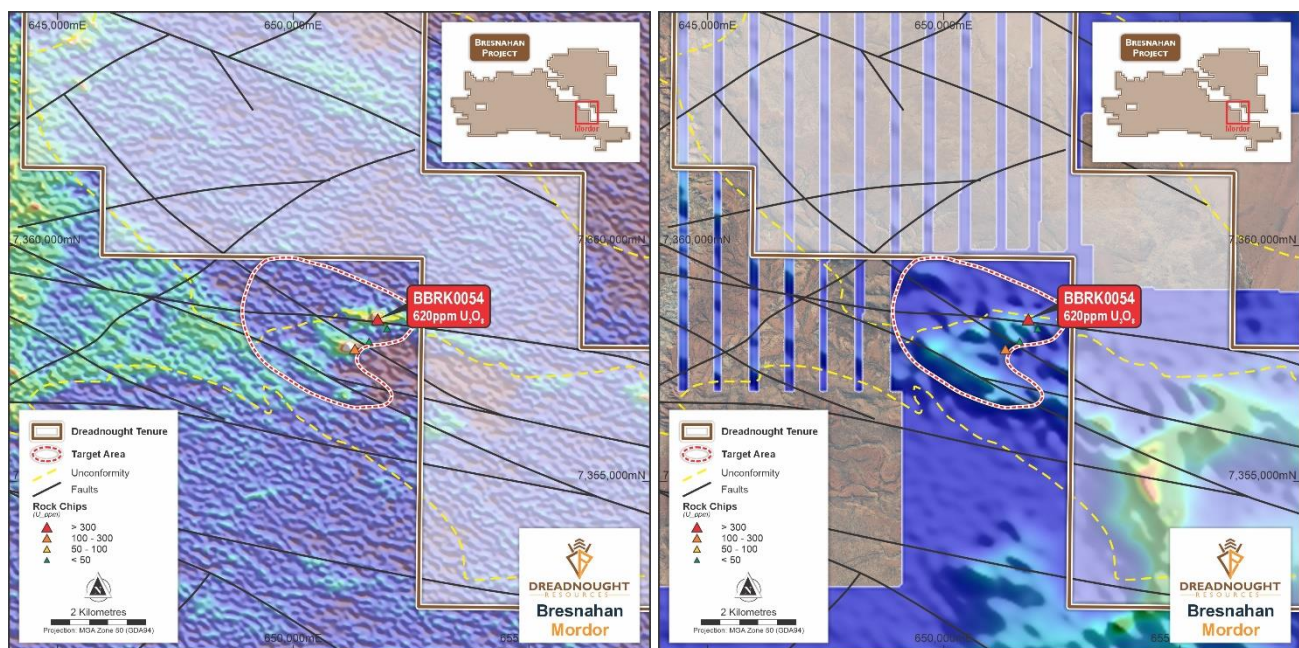 645,000mE
650,000mE
BRESNAHAN
PROJECT
Mordor
7,360,000mN
7,360,000mN
BBRK0054
620ppm U₃O₈
Dreadnought Tenure
Target Area
Unconformity
Faults
Rock Chips
(U_ppm)
> 300
100 - 300
50 - 100
< 50
2 Kilometres
Projection: MGA Zone 50 (GDA94)
7,355,000mN
DREADNOUGHT
RESOURCES
Bresnahan
Mordor
650,000mE
645,000mE
650,000mE
BRESNAHAN
PROJECT
Mordor
7,360,000mN
7,360,000mN
BBRK0054
620ppm U₃O₈
Dreadnought Tenure
Target Area
Unconformity
Faults
Rock Chips
(U_ppm)
> 300
100 - 300
50 - 100
< 50
2 Kilometres
Projection: MGA Zone 50 (GDA94)
7,355,000mN
DREADNOUGHT
RESOURCES
Bresnahan
Mordor
650,000mE